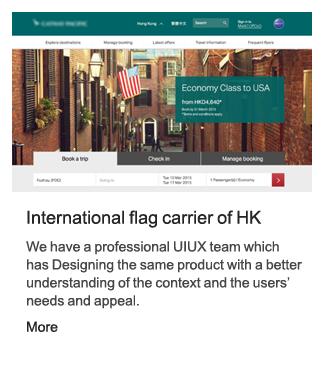 Hong Kong 繁體中文 Search Sign in to
Marco Polo
Explore destinations Managing booking Latest offers Travel information Frequent flyers
Economy Class to USA
from HKD4,640*
Book by 31 March 2015
*Terms and conditions apply.
Book a trip Check in Manage booking
Fuzhou (FOC) Going to Tue 10 Mar 2015 1 Passenger(s) / Economy
Tue 17 Mar 2015
International flag carrier of HK
We have a professional UIUX team which
has Designing the same product with a better
understanding of the context and the users’
needs and appeal.
More